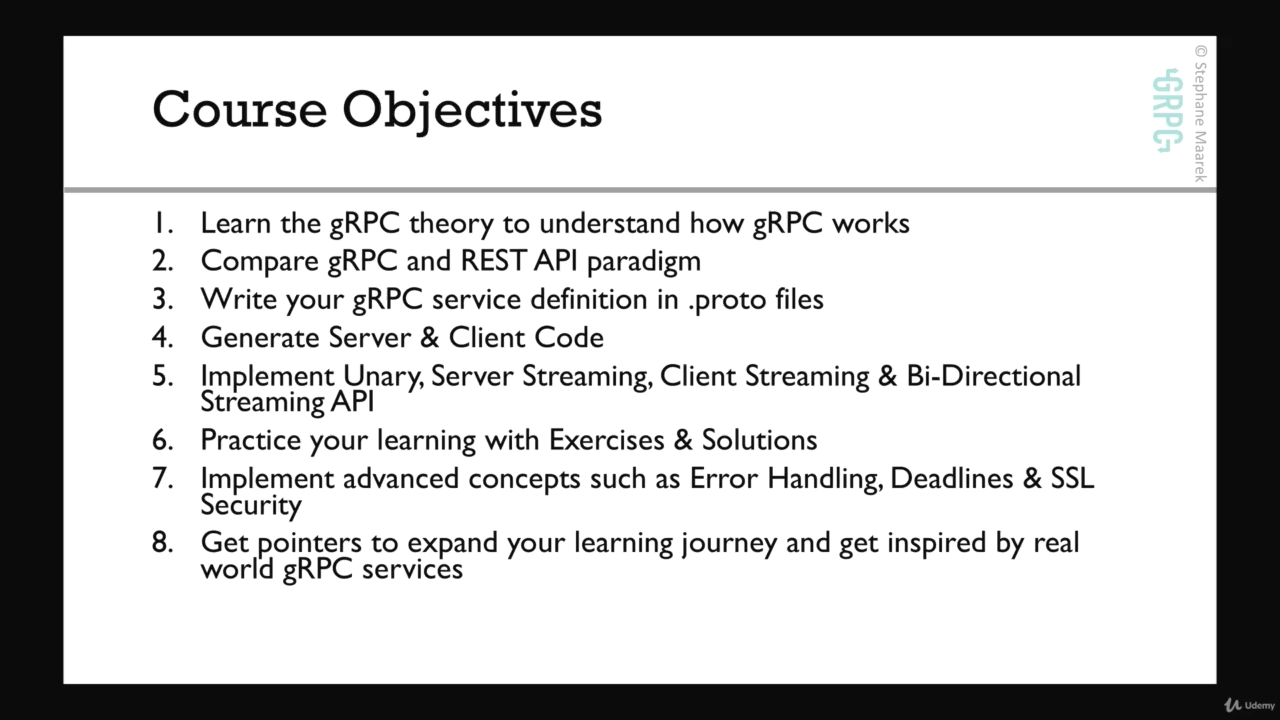 Course Objectives
GRPC
© Stephane Maarek
1. Learn the gRPC theory to understand how gRPC works
2. Compare gRPC and REST API paradigm
3. Write your gRPC service definition in .proto files
4. Generate Server & Client Code
5. Implement Unary, Server Streaming, Client Streaming & Bi-Directional
Streaming API
6. Practice your learning with Exercises & Solutions
7. Implement advanced concepts such as Error Handling, Deadlines & SSL
Security
8. Get pointers to expand your learning journey and get inspired by real
world gRPC services
Udemy